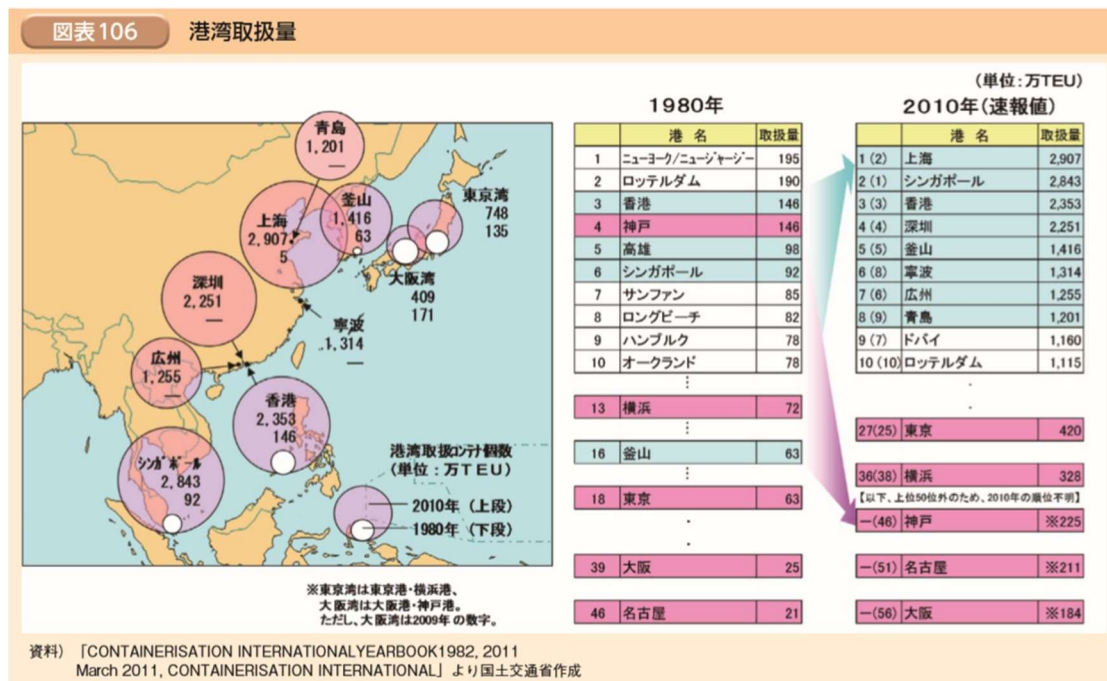 図表106 港湾取扱量
(単位:万TEU)
1980年
港 名 取扱量
1 ニューヨーク/ニュージャージー 195
2 ロッテルダム 190
3 香港 146
4 神戸 146
5 高雄 98
6 シンガポール 92
7 サンファン 85
8 ロングビーチ 82
9 ハンブルク 78
10 オークランド 78
⋮
13 横浜 72
⋮
16 釜山 63
⋮
18 東京 63
・
・
39 大阪 25
46 名古屋 21
2010年(速報値)
港 名 取扱量
1 (2) 上海 2,907
2 (1) シンガポール 2,843
3 (3) 香港 2,353
4 (4) 深圳 2,251
5 (5) 釜山 1,416
6 (8) 寧波 1,314
7 (6) 広州 1,255
8 (9) 青島 1,201
9 (7) ドバイ 1,160
10 (10) ロッテルダム 1,115
・
・
27(25) 東京 420
36(38) 横浜 328
【以下、上位50位外のため、2010年の順位不明】
ー(46) 神戸 ※225
ー(51) 名古屋 ※211
ー(56) 大阪 ※184
青島
1,201
—
釜山
1,416
63
東京湾
748
135
上海
2,907
5
大阪湾
409
171
深圳
2,251
—
寧波
1,314
—
広州
1,255
—
香港
2,353
146
シンガポール
2,843
92
港湾取扱コンテナ個数
(単位:万TEU)
2010年(上段)
1980年(下段)
※東京湾は東京港・横浜港、
大阪湾は大阪港・神戸港。
ただし、大阪湾は2009年の数字。
資料) 「CONTAINERISATION INTERNATIONALYEARBOOK1982, 2011
March 2011, CONTAINERISATION INTERNATIONAL」より国土交通省作成